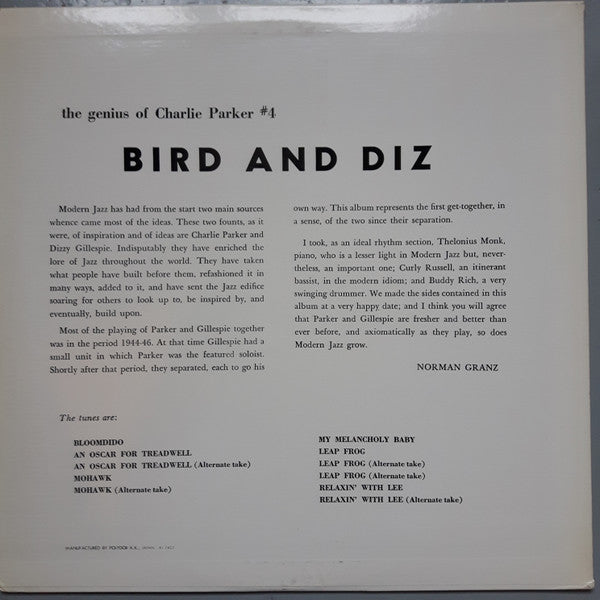 the genius of Charlie Parker #4
BIRD AND DIZ
Modern Jazz has had from the start two main sources
whence came most of the ideas. These two founts, as it
were, of inspiration and of ideas are Charlie Parker and
Dizzy Gillespie. Indisputably they have enriched the
lore of Jazz throughout the world. They have taken
what people have built before them, refashioned it in
many ways, added to it, and have sent the Jazz edifice
soaring for others to look up to, be inspired by, and
eventually, build upon.
Most of the playing of Parker and Gillespie together
was in the period 1944-46. At that time Gillespie had a
small unit in which Parker was the featured soloist.
Shortly after that period, they separated, each to go his
own way. This album represents the first get-together, in
a sense, of the two since their separation.
I took, as an ideal rhythm section, Thelonius Monk,
piano, who is a lesser light in Modern Jazz but, never-
theless, an important one; Curly Russell, an itinerant
bassist, in the modern idiom; and Buddy Rich, a very
swinging drummer. We made the sides contained in this
album at a very happy date; and I think you will agree
that Parker and Gillespie are fresher and better than
ever before, and axiomatically as they play, so does
Modern Jazz grow.
NORMAN GRANZ
The tunes are:
BLOOMDIDO
AN OSCAR FOR TREADWELL
AN OSCAR FOR TREADWELL (Alternate take)
MOHAWK
MOHAWK (Alternate take)
MY MELANCHOLY BABY
LEAP FROG
LEAP FROG (Alternate take)
LEAP FROG (Alternate take)
RELAXIN' WITH LEE
RELAXIN' WITH LEE (Alternate take)
MANUFACTURED BY POLYDOR K.K., JAPAN